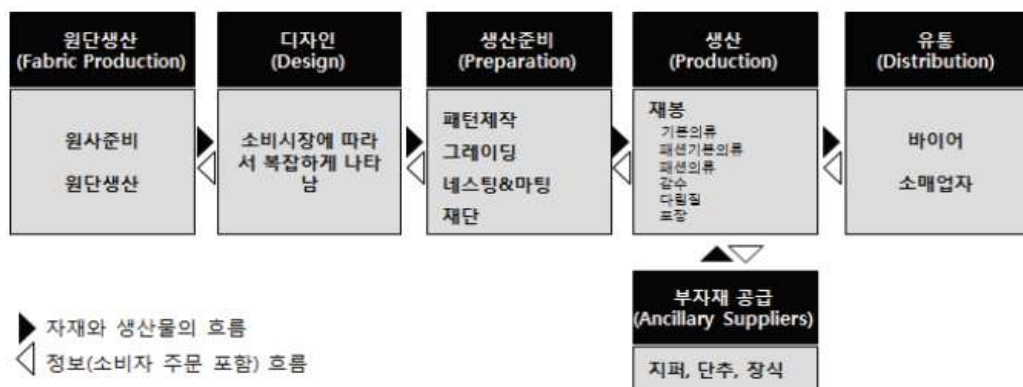 원단생산
(Fabric Production)
원사준비
원단생산
디자인
(Design)
소비시장에 따라
서 복잡하게 나타
남
생산준비
(Preparation)
패턴제작
그레이딩
네스팅&마팅
재단
생산
(Production)
재봉
기본의류
패션기본의류
패션의류
감수
다림질
포장
유통
(Distribution)
바이어
소매업자
부자재 공급
(Ancillary Suppliers)
지퍼, 단추, 장식
자재와 생산물의 흐름
정보(소비자 주문 포함) 흐름